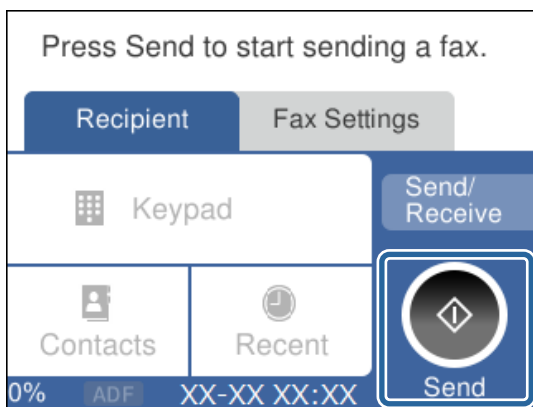 Press Send to start sending a fax.
Recipient
Fax Settings
Keypad
Send/
Receive
Contacts
Recent
Send
0%
ADF
XX-XX XX:XX